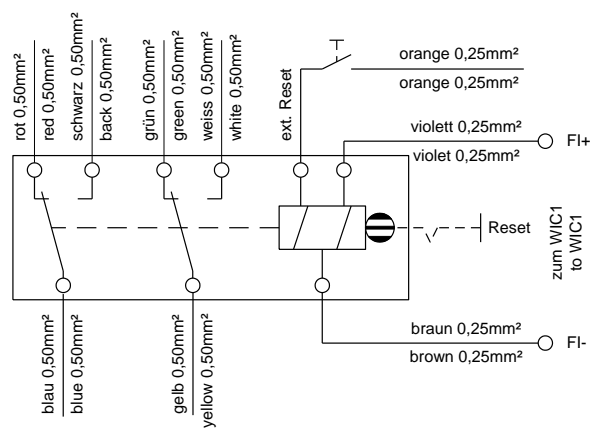 rot 0,50mm²
red 0,50mm²
schwarz 0,50mm²
back 0,50mm²
grün 0,50mm²
green 0,50mm²
weiss 0,50mm²
white 0,50mm²
ext. Reset
orange 0,25mm²
orange 0,25mm²
violett 0,25mm²
violet 0,25mm²
FI+
Reset
zum WIC1
to WIC1
blau 0,50mm²
blue 0,50mm²
gelb 0,50mm²
yellow 0,50mm²
braun 0,25mm²
brown 0,25mm²
FI-